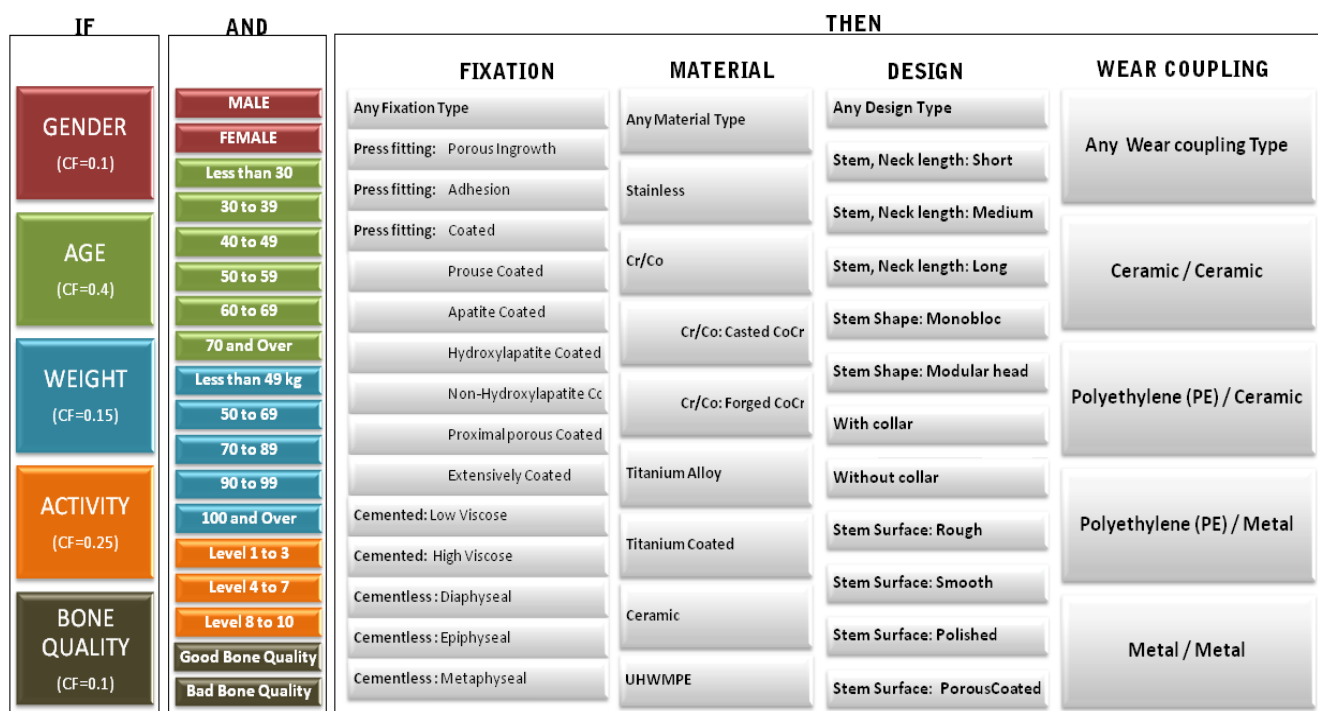 IF
AND
THEN
GENDER
(CF=0.1)
AGE
(CF=0.4)
WEIGHT
(CF=0.15)
ACTIVITY
(CF=0.25)
BONE
QUALITY
(CF=0.1)
MALE
FEMALE
Less than 30
30 to 39
40 to 49
50 to 59
60 to 69
70 and Over
Less than 49 kg
50 to 69
70 to 89
90 to 99
100 and Over
Level 1 to 3
Level 4 to 7
Level 8 to 10
Good Bone Quality
Bad Bone Quality
FIXATION
Any Fixation Type
Press fitting: Porous Ingrowth
Press fitting: Adhesion
Press fitting: Coated
Prouse Coated
Apatite Coated
Hydroxylapatite Coated
Non-Hydroxylapatite Cc
Proximal porous Coated
Extensively Coated
Cemented: Low Viscose
Cemented: High Viscose
Cementless : Diaphyseal
Cementless : Epiphyseal
Cementless : Metaphyseal
MATERIAL
Any Material Type
Stainless
Cr/Co
Cr/Co: Casted CoCr
Cr/Co: Forged CoCr
Titanium Alloy
Titanium Coated
Ceramic
UHWMPE
DESIGN
Any Design Type
Stem, Neck length: Short
Stem, Neck length: Medium
Stem, Neck length: Long
Stem Shape: Monobloc
Stem Shape: Modular head
With collar
Without collar
Stem Surface: Rough
Stem Surface: Smooth
Stem Surface: Polished
Stem Surface: PorousCoated
WEAR COUPLING
Any Wear coupling Type
Ceramic / Ceramic
Polyethylene (PE) / Ceramic
Polyethylene (PE) / Metal
Metal / Metal